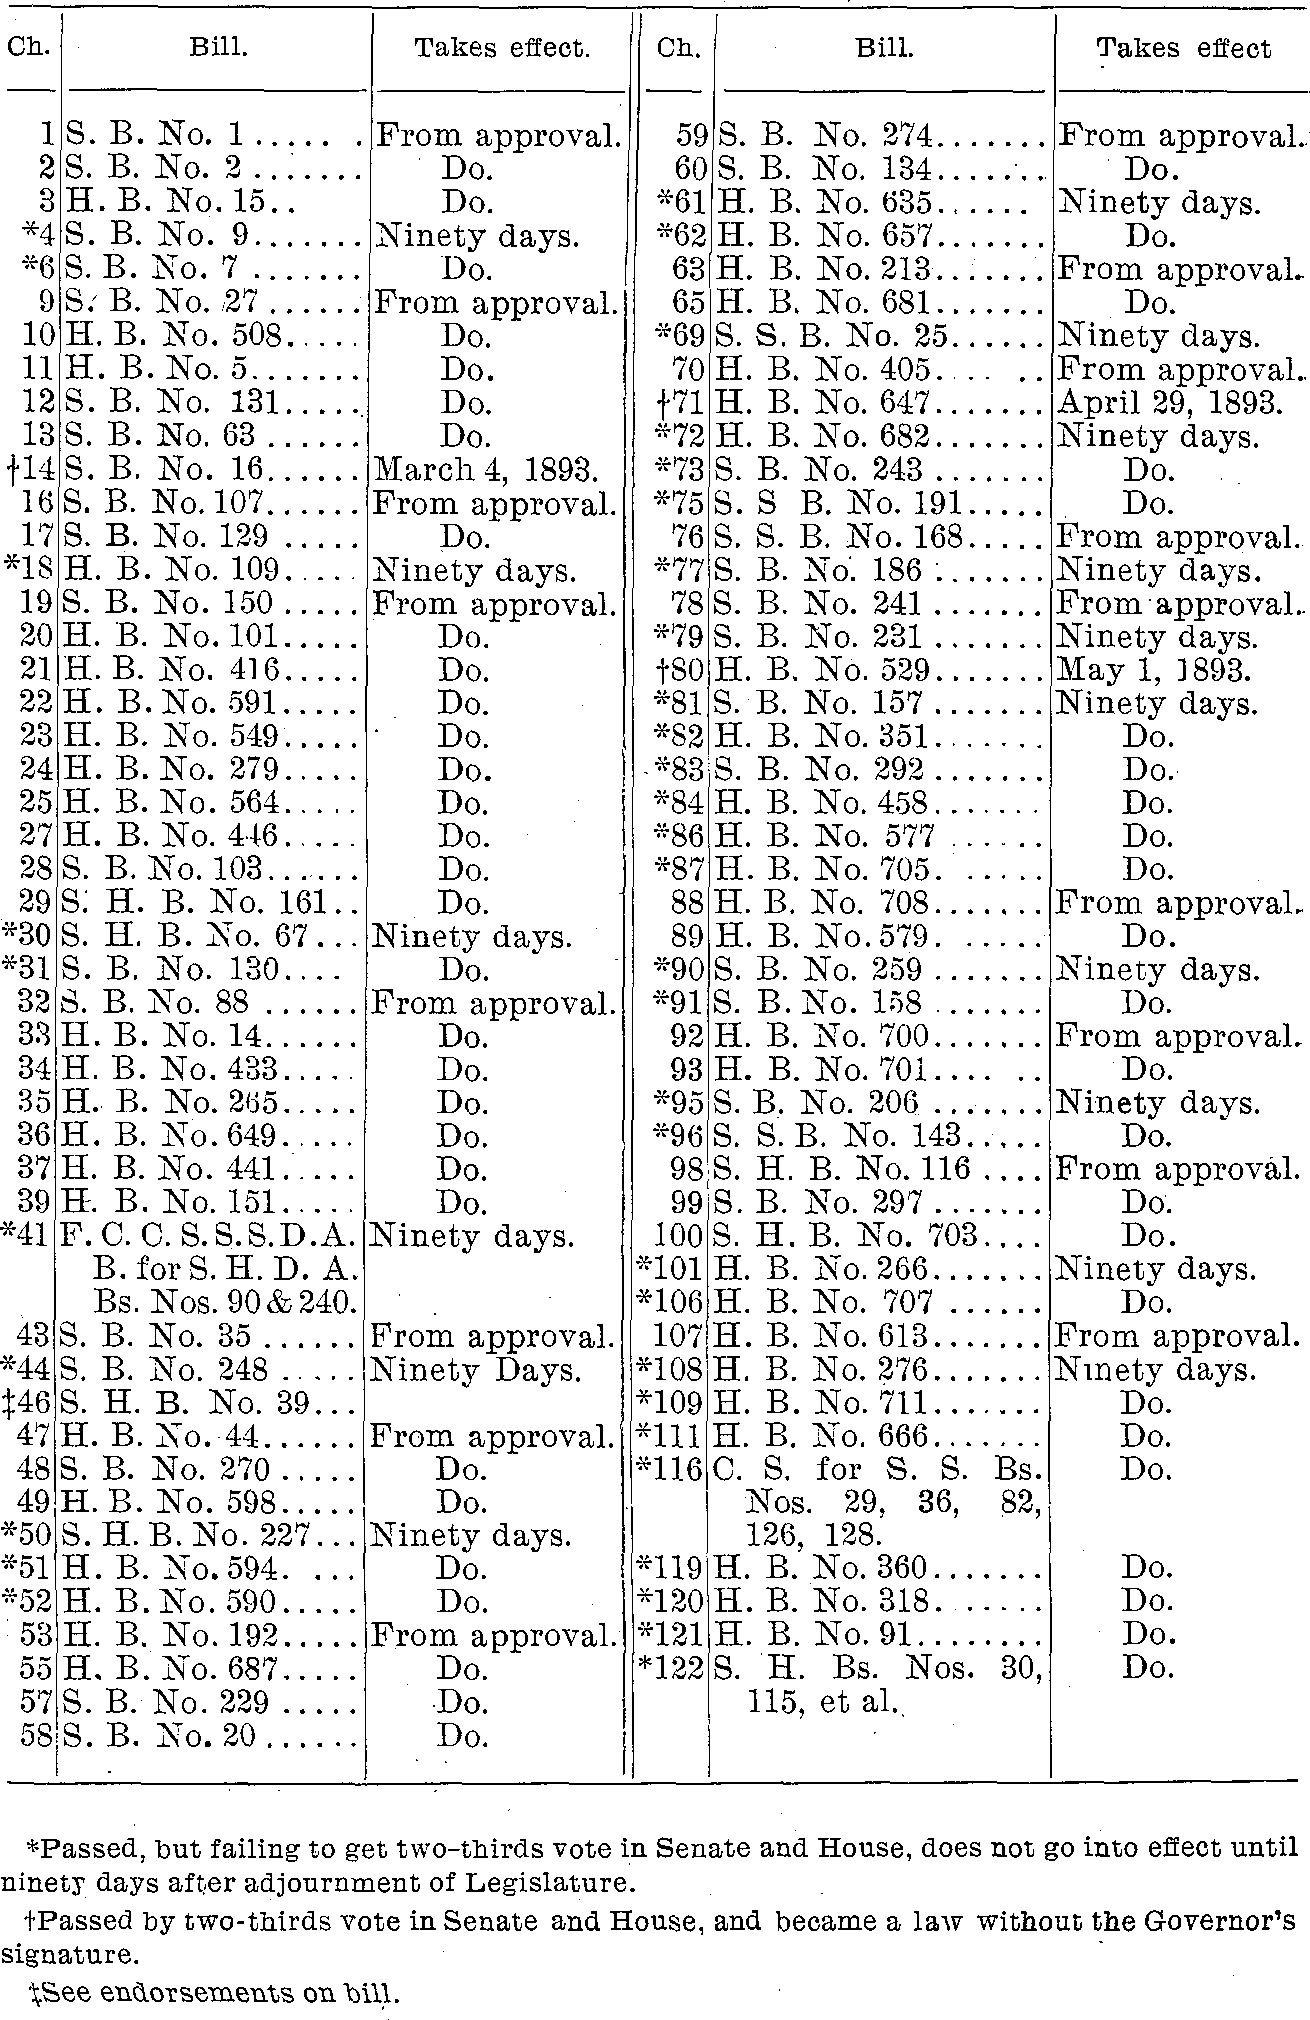 Ch. Bill. Takes effect.
1 S. B. No. 1 From approval.
2 S. B. No. 2 Do.
3 H. B. No. 15 Do.
*4 S. B. No. 9 Ninety days.
*6 S. B. No. 7 Do.
9 S. B. No. 27 From approval.
10 H. B. No. 508 Do.
11 H. B. No. 5 Do.
12 S. B. No. 131 Do.
13 S. B. No. 63 Do.
†14 S. B. No. 16 March 4, 1893.
16 S. B. No. 107 From approval.
17 S. B. No. 129 Do.
*18 H. B. No. 109 Ninety days.
19 S. B. No. 150 From approval.
20 H. B. No. 101 Do.
21 H. B. No. 416 Do.
22 H. B. No. 591 Do.
23 H. B. No. 549 Do.
24 H. B. No. 279 Do.
25 H. B. No. 564 Do.
27 H. B. No. 446 Do.
28 S. B. No. 103 Do.
29 S. H. B. No. 161 Do.
*30 S. H. B. No. 67 Ninety days.
*31 S. B. No. 130 Do.
32 S. B. No. 88 From approval.
33 H. B. No. 14 Do.
34 H. B. No. 433 Do.
35 H. B. No. 265 Do.
36 H. B. No. 649 Do.
37 H. B. No. 441 Do.
39 H. B. No. 151 Do.
*41 F. C. C. S. S. S. D. A. Ninety days.
B. for S. H. D. A.
Bs. Nos. 90 & 240.
43 S. B. No. 35 From approval.
*44 S. B. No. 248 Ninety Days.
‡46 S. H. B. No. 39
47 H. B. No. 44 From approval.
48 S. B. No. 270 Do.
49 H. B. No. 598 Do.
*50 S. H. B. No. 227 Ninety days.
*51 H. B. No. 594 Do.
*52 H. B. No. 590 Do.
53 H. B. No. 192 From approval.
55 H. B. No. 687 Do.
57 S. B. No. 229 Do.
58 S. B. No. 20 Do.
Ch. Bill. Takes effect
59 S. B. No. 274 From approval.
60 S. B. No. 134 Do.
*61 H. B. No. 635 Ninety days.
*62 H. B. No. 657 Do.
63 H. B. No. 213 From approval.
65 H. B. No. 681 Do.
*69 S. S. B. No. 25 Ninety days.
70 H. B. No. 405 From approval.
†71 H. B. No. 647 April 29, 1893.
*72 H. B. No. 682 Ninety days.
*73 S. B. No. 243 Do.
*75 S. S B. No. 191 Do.
76 S. S. B. No. 168 From approval.
*77 S. B. No. 186 Ninety days.
78 S. B. No. 241 From approval.
*79 S. B. No. 231 Ninety days.
†80 H. B. No. 529 May 1, 1893.
*81 S. B. No. 157 Ninety days.
*82 H. B. No. 351 Do.
*83 S. B. No. 292 Do.
*84 H. B. No. 458 Do.
*86 H. B. No. 577 Do.
*87 H. B. No. 705 Do.
88 H. B. No. 708 From approval.
89 H. B. No. 579 Do.
*90 S. B. No. 259 Ninety days.
*91 S. B. No. 158 Do.
92 H. B. No. 700 From approval.
93 H. B. No. 701 Do.
*95 S. B. No. 206 Ninety days.
*96 S. S. B. No. 143 Do.
98 S. H. B. No. 116 From approval.
99 S. B. No. 297 Do.
100 S. H. B. No. 703 Do.
*101 H. B. No. 266 Ninety days.
*106 H. B. No. 707 Do.
107 H. B. No. 613 From approval.
*108 H. B. No. 276 Ninety days.
*109 H. B. No. 711 Do.
*111 H. B. No. 666 Do.
*116 C. S. for S. S. Bs. Do.
Nos. 29, 36, 82,
126, 128.
*119 H. B. No. 360 Do.
*120 H. B. No. 318 Do.
*121 H. B. No. 91 Do.
*122 S. H. Bs. Nos. 30, Do.
115, et al.
*Passed, but failing to get two-thirds vote in Senate and House, does not go into effect until
ninety days after adjournment of Legislature.
†Passed by two-thirds vote in Senate and House, and became a law without the Governor's
signature.
‡See endorsements on bill.